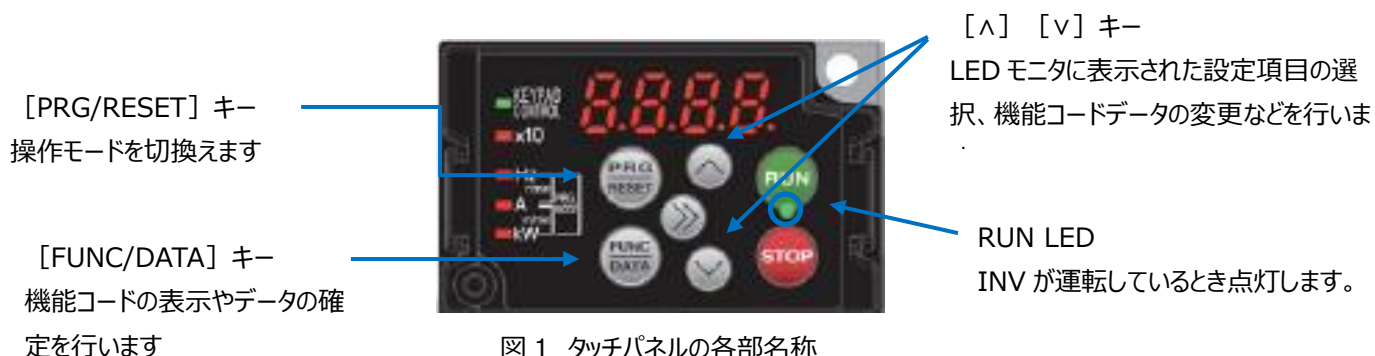 ［PRG/RESET］キー
操作モードを切換えます
［FUNC/DATA］キー
機能コードの表示やデータの確
定を行います
8.8.8.8.
KEYPAD
CONTROL
x10
Hz
A
kW
PRG
RESET
FUNC
DATA
RUN
STOP
［∧］［∨］キー
LED モニタに表示された設定項目の選
択、機能コードデータの変更などを行いま
RUN LED
INV が運転しているとき点灯します。
図 1 タッチパネルの各部名称